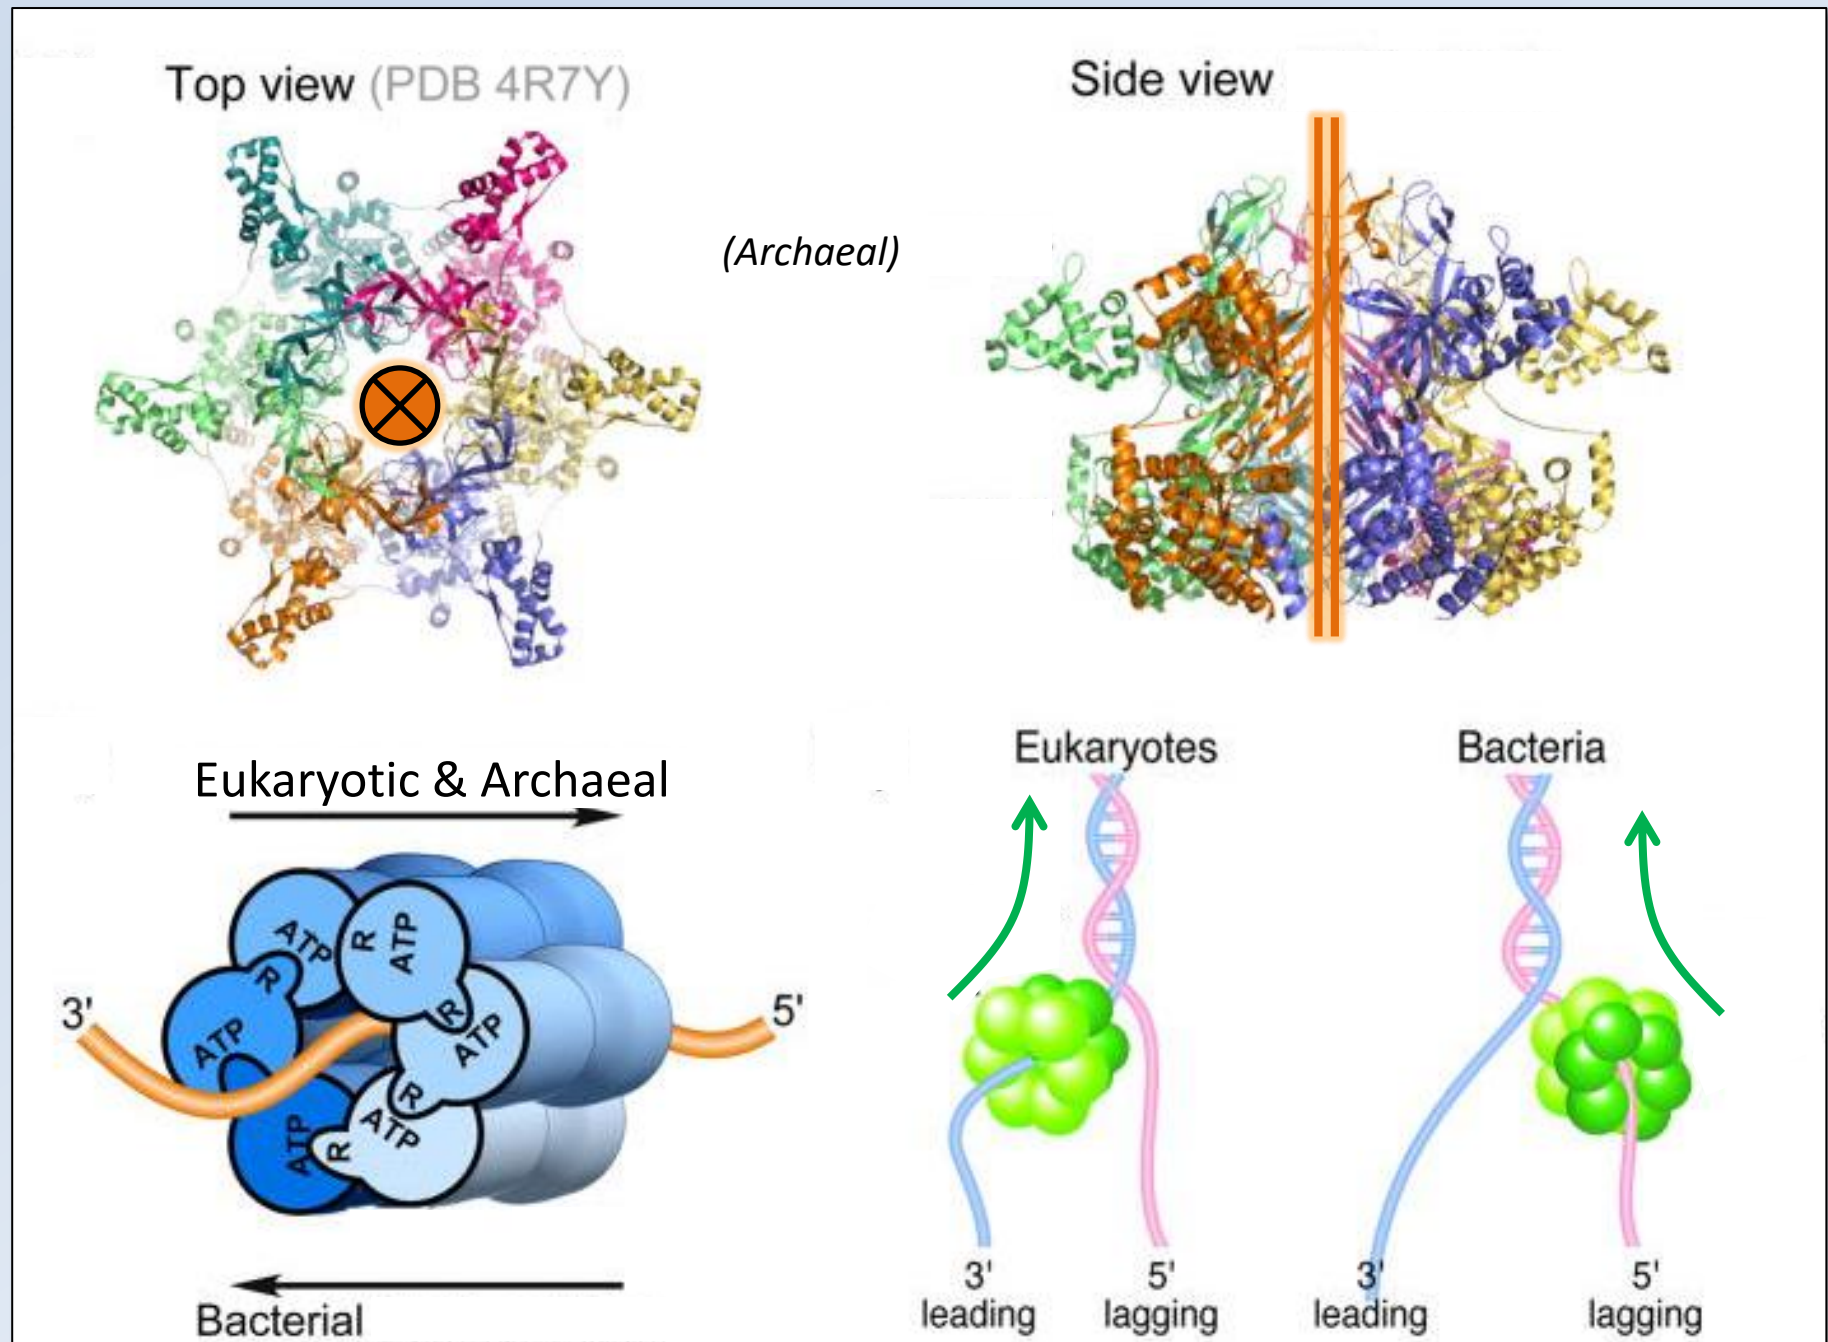 Top view (PDB 4R7Y)
Side view
(Archaeal)
Eukaryotic & Archaeal
3'
5'
ATP
R
ATP
R
ATP
R
ATP
R
ATP
R
ATP
Bacterial
Eukaryotes
Bacteria
3'
leading
5'
lagging
3'
leading
5'
lagging